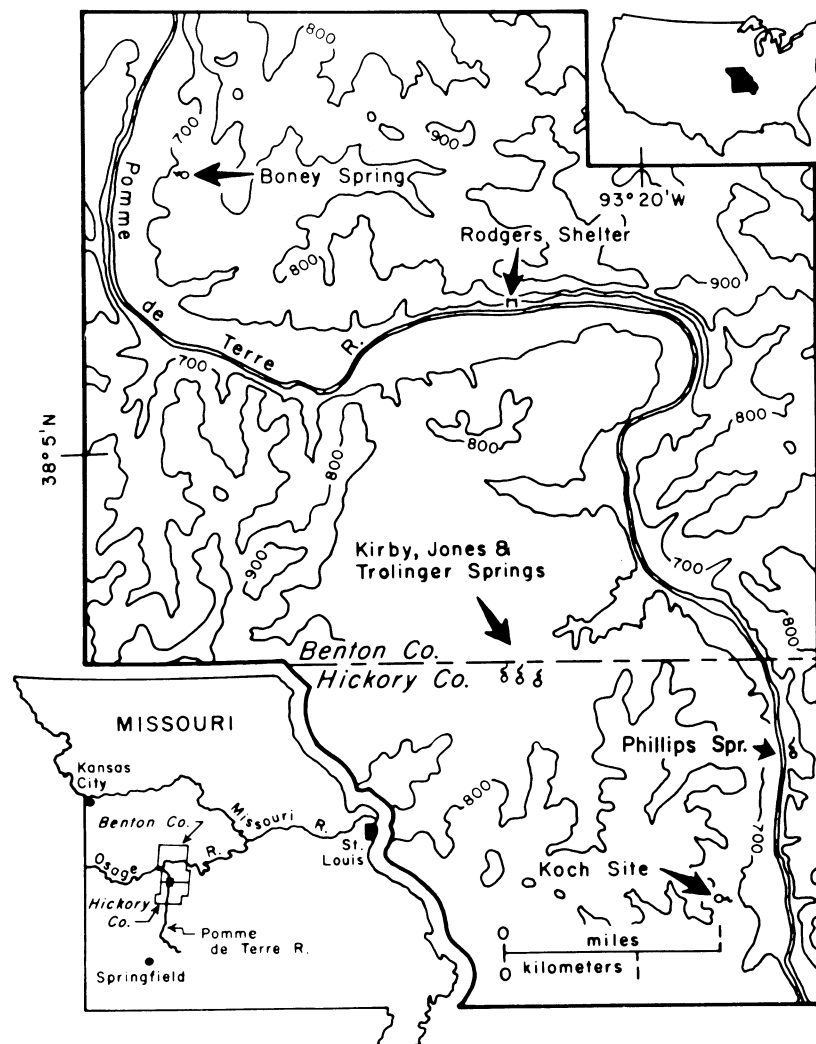 800
700
900
Pomme
Boney Spring
93° 20' W
Rodgers Shelter
800
900
de
Terre
R.
700
800
800
800
38° 5' N
900
Kirby, Jones &
Trolinger Springs
700
800
Benton Co.
Hickory Co.
MISSOURI
Phillips Spr.
Kansas
City
800
Missouri
R.
Benton Co.
St.
Louis
700
Osage
R.
Koch Site
Hickory
Co.
Pomme
de Terre R.
0
miles
0
kilometers
Springfield